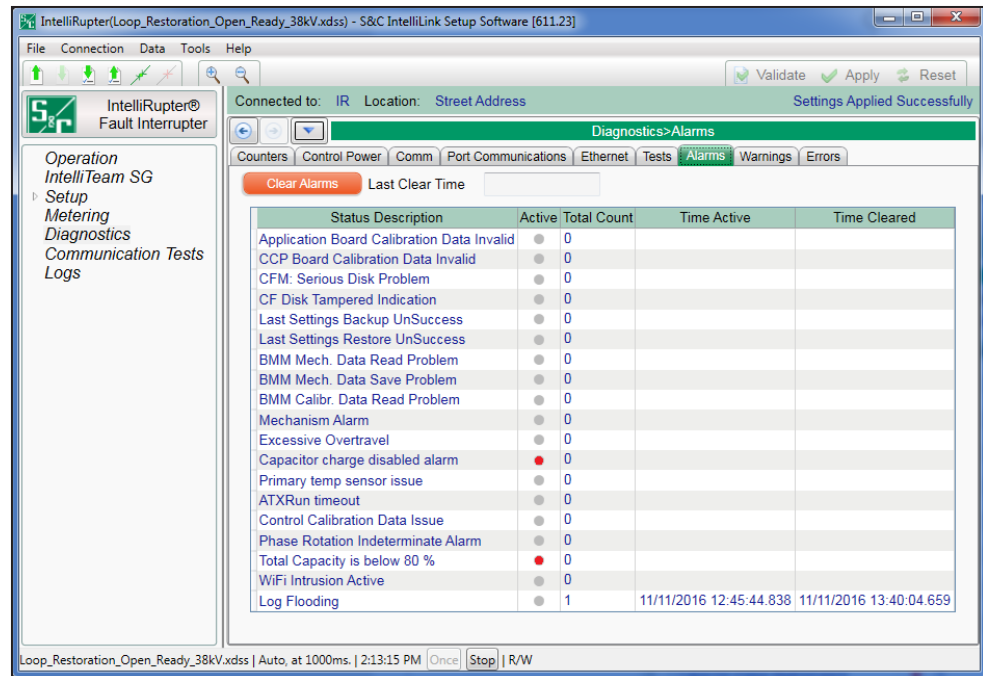 IntelliRupter(Loop_Restoration_Open_Ready_38kV.xdss) - S&C IntelliLink Setup Software [611.23]
File Connection Data Tools Help
Validate Apply Reset
S&C IntelliRupter®
Fault Interrupter
Connected to: IR Location: Street Address Settings Applied Successfully
Diagnostics>Alarms
Counters Control Power Comm Port Communications Ethernet Tests Alarms Warnings Errors
Operation
IntelliTeam SG
Setup
Metering
Diagnostics
Communication Tests
Logs
Clear Alarms Last Clear Time
Status Description Active Total Count Time Active Time Cleared
Application Board Calibration Data Invalid 0
CCP Board Calibration Data Invalid 0
CFM: Serious Disk Problem 0
CF Disk Tampered Indication 0
Last Settings Backup UnSuccess 0
Last Settings Restore UnSuccess 0
BMM Mech. Data Read Problem 0
BMM Mech. Data Save Problem 0
BMM Calibr. Data Read Problem 0
Mechanism Alarm 0
Excessive Overtravel 0
Capacitor charge disabled alarm 0
Primary temp sensor issue 0
ATXRun timeout 0
Control Calibration Data Issue 0
Phase Rotation Indeterminate Alarm 0
Total Capacity is below 80 % 0
WiFi Intrusion Active 0
Log Flooding 1 11/11/2016 12:45:44.838 11/11/2016 13:40:04.659
Loop_Restoration_Open_Ready_38kV.xdss | Auto, at 1000ms. | 2:13:15 PM Once Stop | R/W